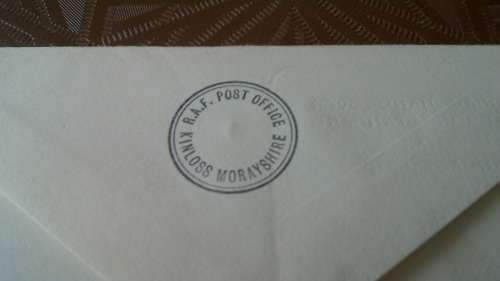 R.A.F. POST OFFICE
KINLOSS MORAYSHIRE